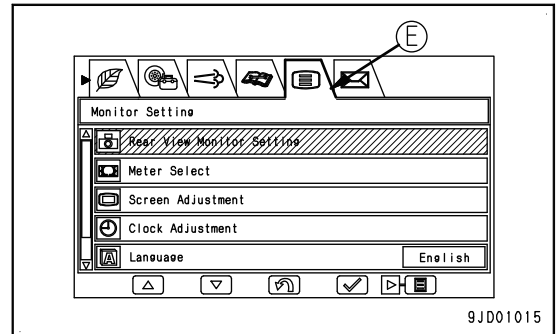 E
Monitor Setting
Rear View Monitor Setting
Meter Select
Screen Adjustment
Clock Adjustment
A Language English
9JD01015